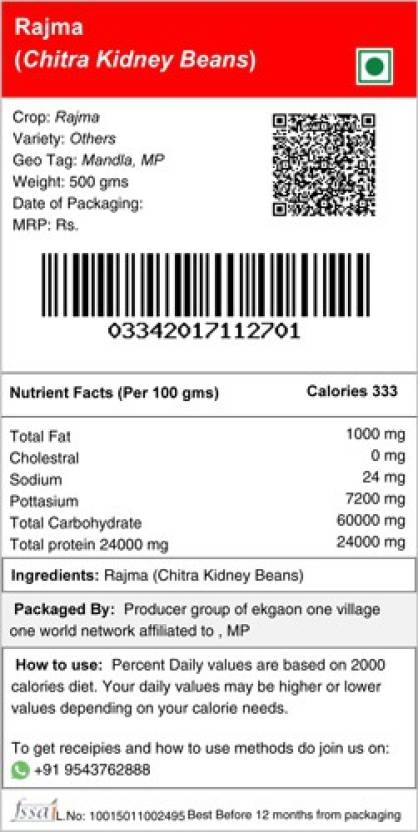 Rajma
(Chitra Kidney Beans)
Crop: Rajma
Variety: Others
Geo Tag: Mandla, MP
Weight: 500 gms
Date of Packaging:
MRP: Rs.
03342017112701
Nutrient Facts (Per 100 gms) Calories 333
Total Fat 1000 mg
Cholestral 0 mg
Sodium 24 mg
Pottasium 7200 mg
Total Carbohydrate 60000 mg
Total protein 24000 mg 24000 mg
Ingredients: Rajma (Chitra Kidney Beans)
Packaged By: Producer group of ekgaon one village
one world network affiliated to , MP
How to use: Percent Daily values are based on 2000
calories diet. Your daily values may be higher or lower
values depending on your calorie needs.
To get receipies and how to use methods do join us on:
+91 9543762888
fssai L.No: 10015011002495 Best Before 12 months from packaging